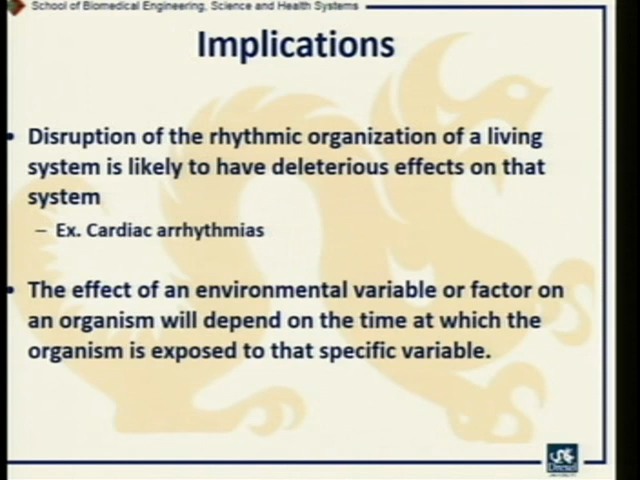 School of Biomedical Engineering, Science and Health Systems
Implications
• Disruption of the rhythmic organization of a living
system is likely to have deleterious effects on that
system
– Ex. Cardiac arrhythmias
• The effect of an environmental variable or factor on
an organism will depend on the time at which the
organism is exposed to that specific variable.
Drexel
UNIVERSITY